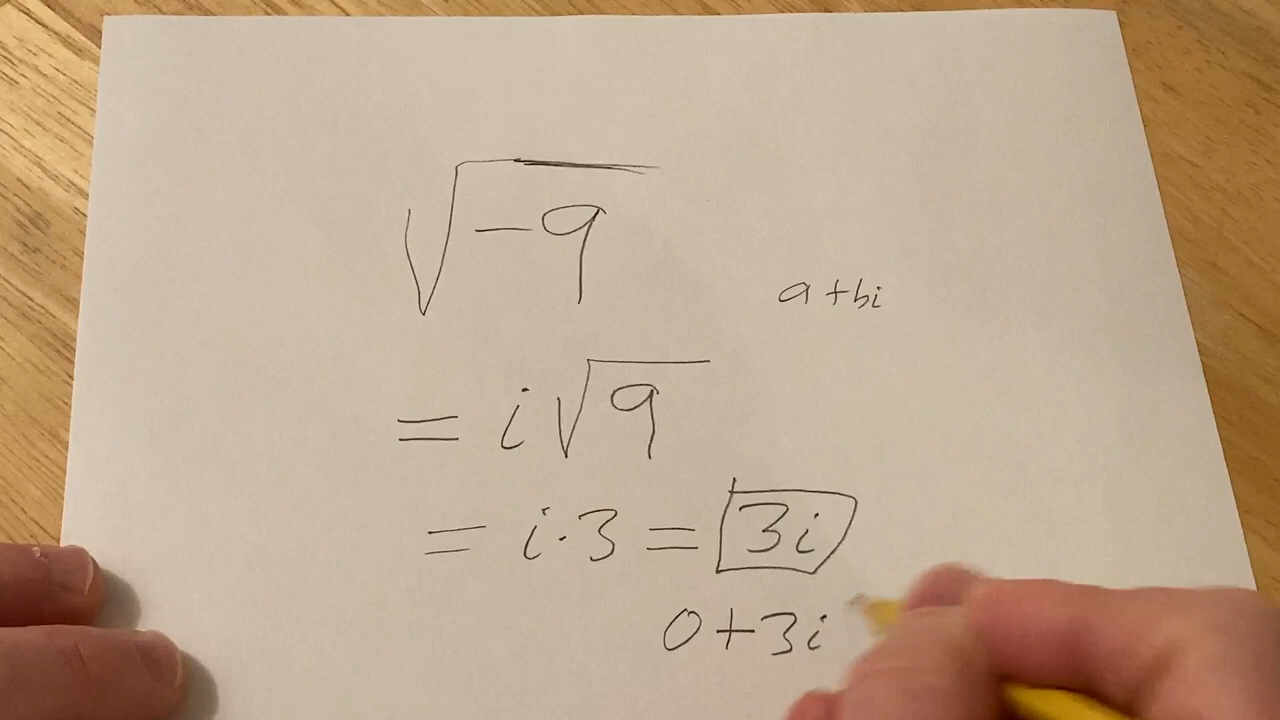 √-9
a+bi
= i√9
= i·3 = 3i
0+3i